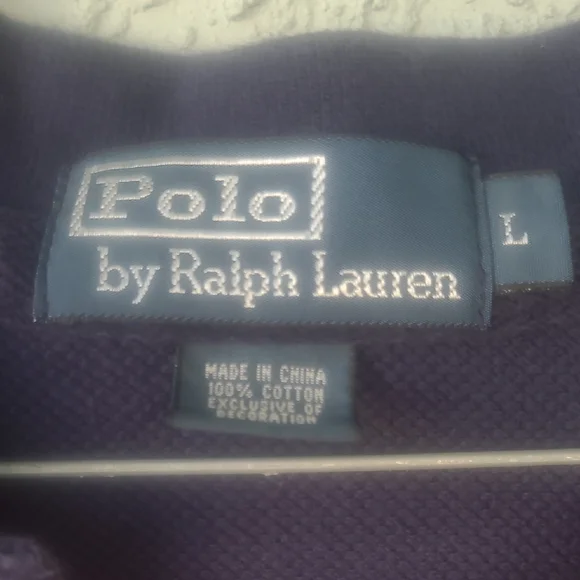 Polo
by Ralph Lauren
L
MADE IN CHINA
100% COTTON
EXCLUSIVE OF
DECORATION